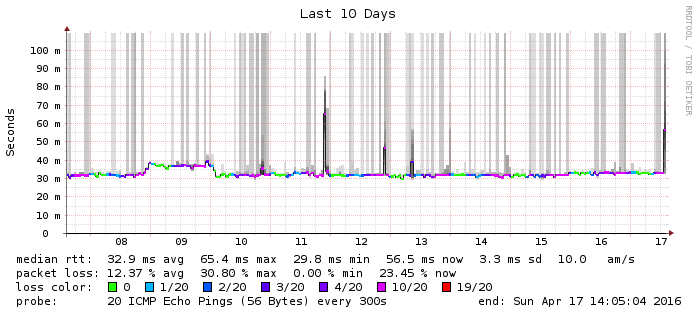 Last 10 Days
RRDTOOL / TOBI OETIKER
Seconds
100 m
90 m
80 m
70 m
60 m
50 m
40 m
30 m
20 m
10 m
0
08 09 10 11 12 13 14 15 16 17
median rtt: 32.9 ms avg 65.4 ms max 29.8 ms min 56.5 ms now 3.3 ms sd 10.0 am/s
packet loss: 12.37 % avg 30.80 % max 0.00 % min 23.45 % now
loss color: 0 1/20 2/20 3/20 4/20 10/20 19/20
probe: 20 ICMP Echo Pings (56 Bytes) every 300s end: Sun Apr 17 14:05:04 2016